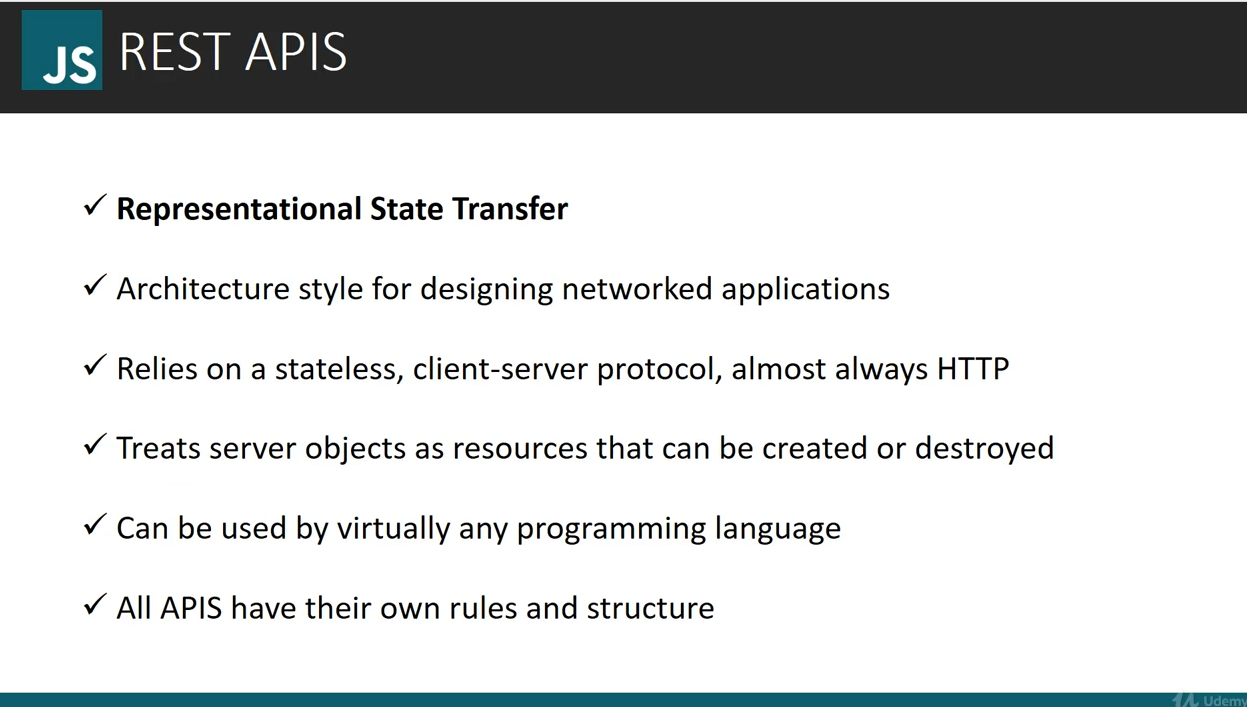 JS REST APIS
Representational State Transfer
Architecture style for designing networked applications
Relies on a stateless, client-server protocol, almost always HTTP
Treats server objects as resources that can be created or destroyed
Can be used by virtually any programming language
All APIS have their own rules and structure
Udemy